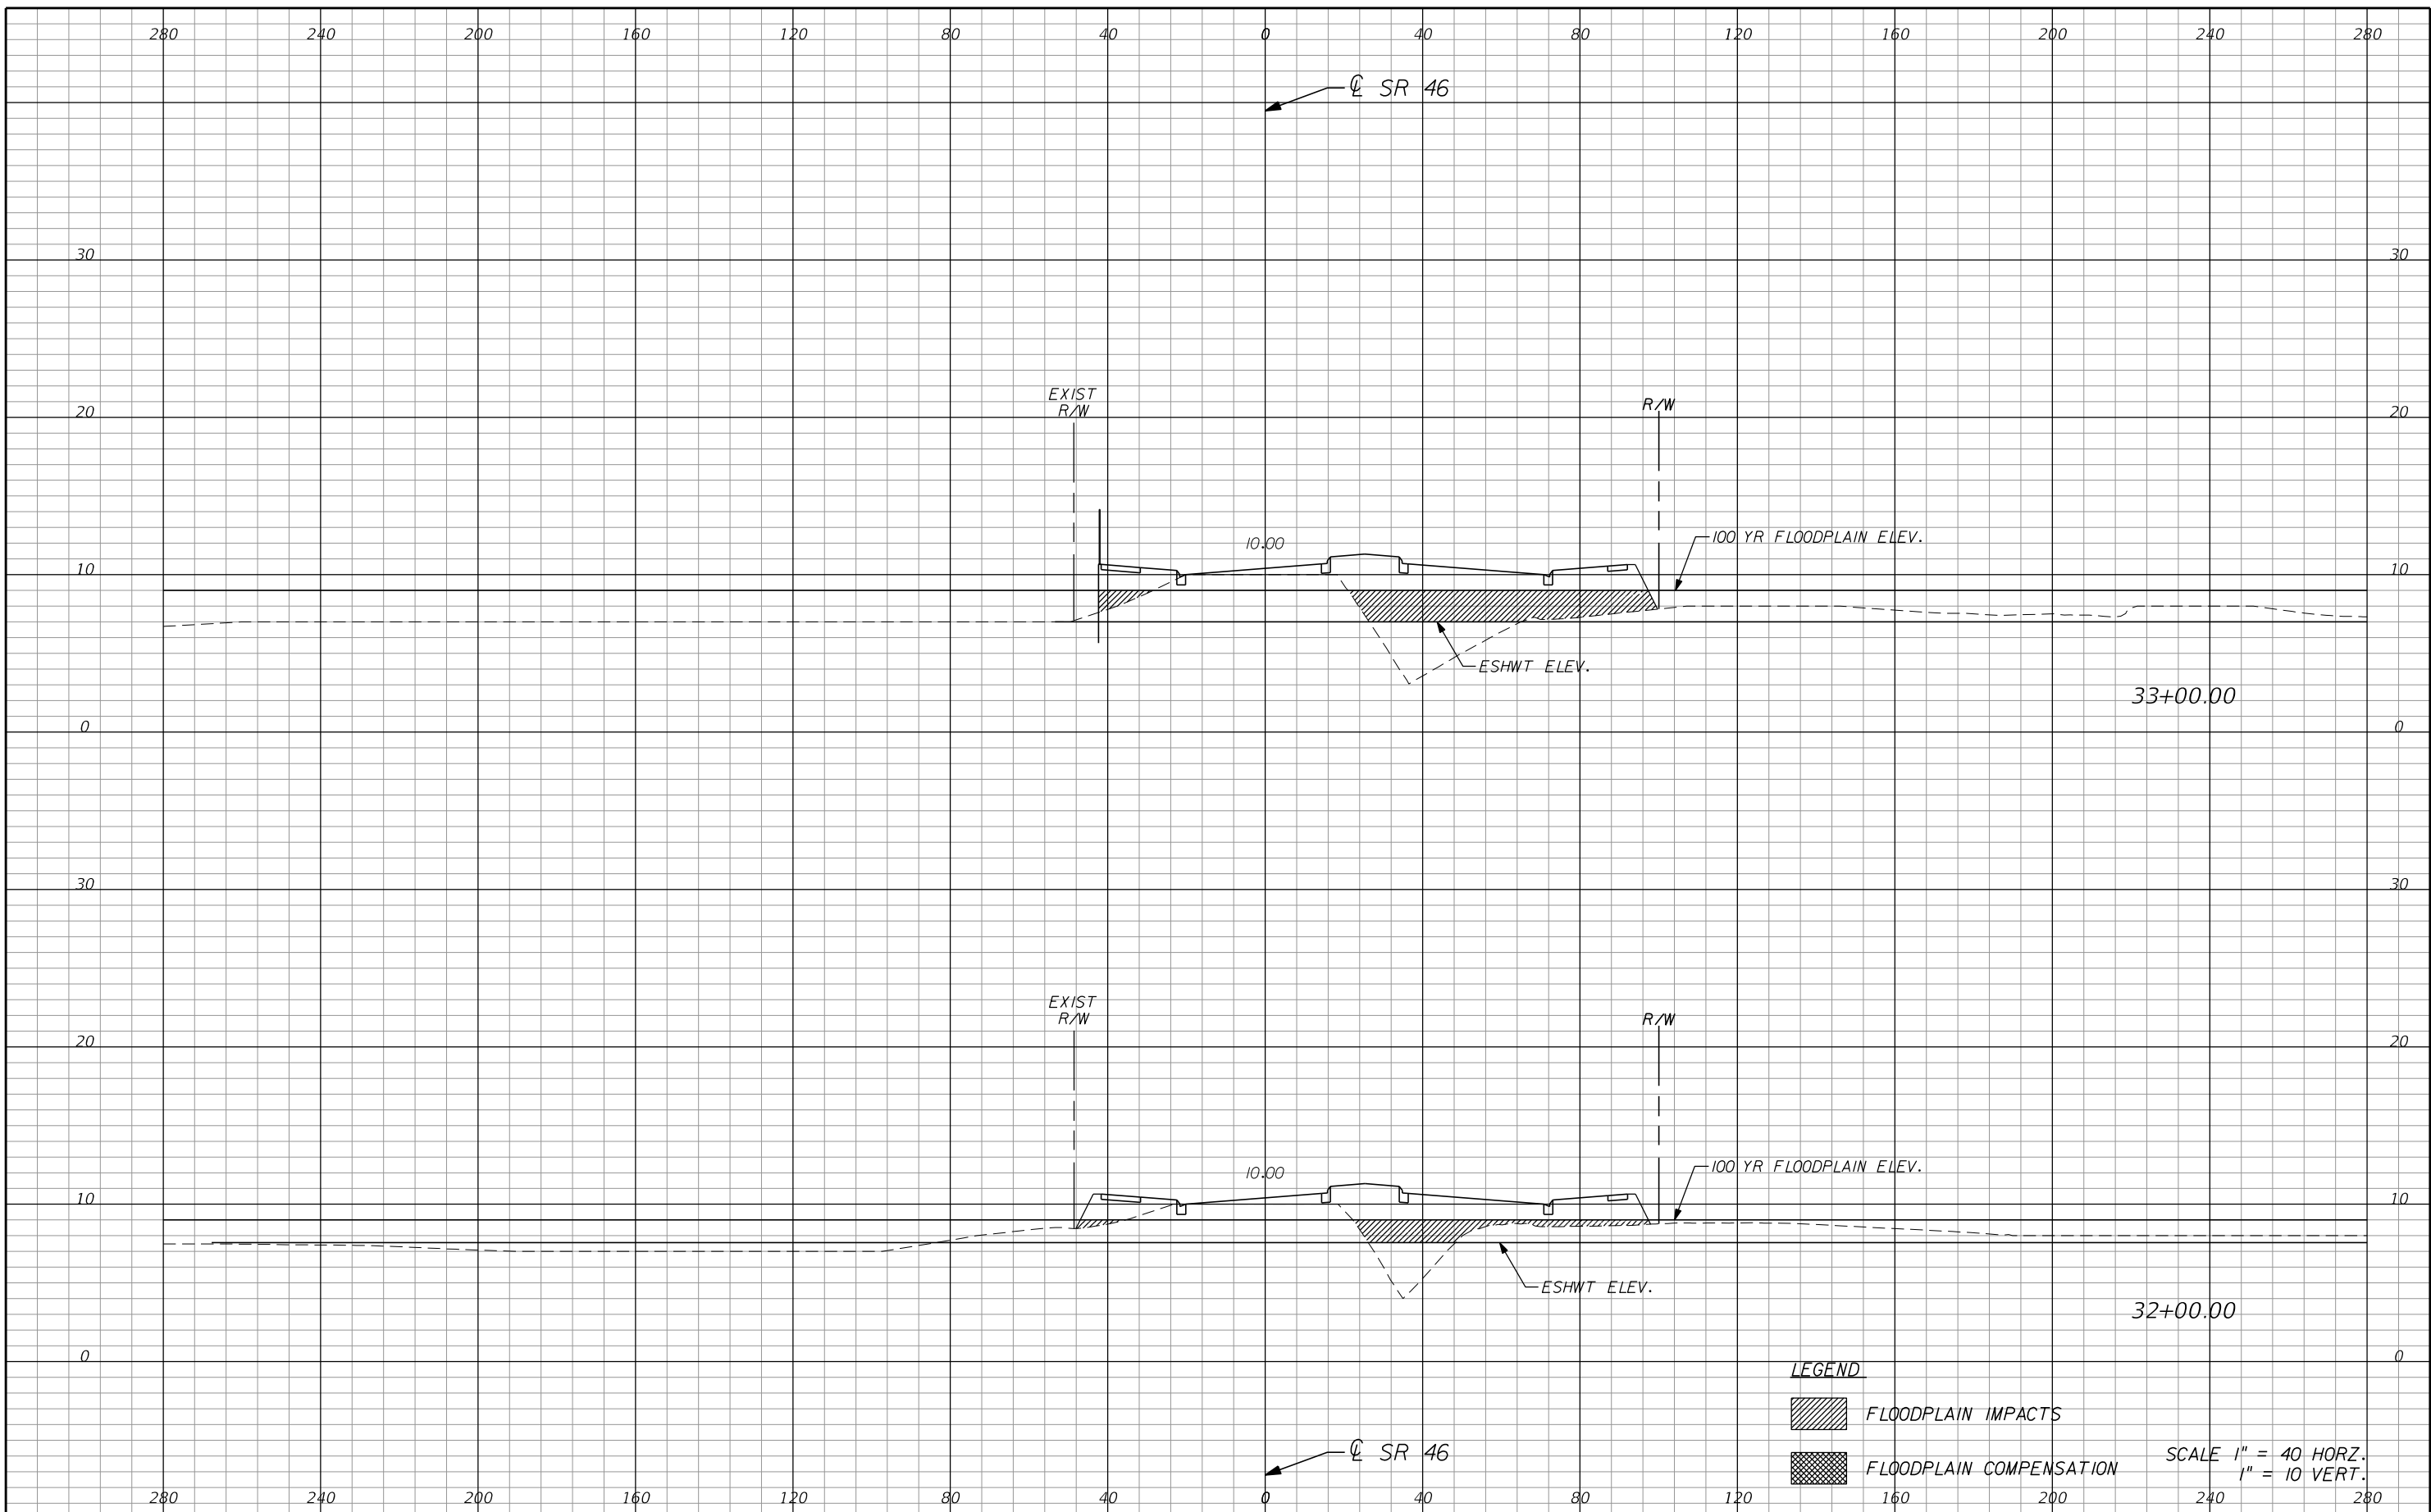 280 240 200 160 120 80 40 0 40 80 120 160 200 240 280
℄ SR 46
30 30
EXIST
R/W
R/W
20 20
100 YR FLOODPLAIN ELEV.
10.00
10 10
ESHWT ELEV.
33+00.00
0 0
30 30
EXIST
R/W
R/W
20 20
100 YR FLOODPLAIN ELEV.
10.00
10 10
ESHWT ELEV.
32+00.00
0 0
LEGEND
FLOODPLAIN IMPACTS
℄ SR 46
FLOODPLAIN COMPENSATION
SCALE 1" = 40 HORZ.
1" = 10 VERT.
280 240 200 160 120 80 40 0 40 80 120 160 200 240 280